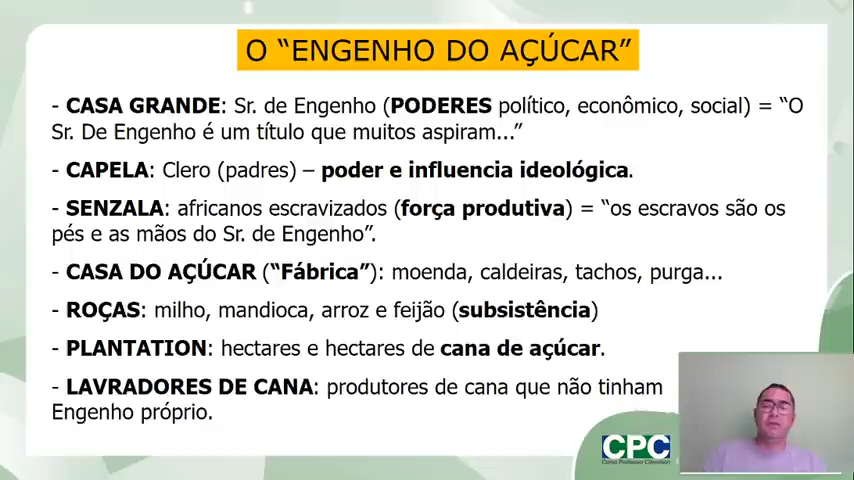 O “ENGENHO DO AÇÚCAR”
- CASA GRANDE: Sr. de Engenho (PODERES político, econômico, social) = “O
Sr. De Engenho é um título que muitos aspiram...”
- CAPELA: Clero (padres) – poder e influencia ideológica.
- SENZALA: africanos escravizados (força produtiva) = “os escravos são os
pés e as mãos do Sr. de Engenho”.
- CASA DO AÇÚCAR (“Fábrica”): moenda, caldeiras, tachos, purga...
- ROÇAS: milho, mandioca, arroz e feijão (subsistência)
- PLANTATION: hectares e hectares de cana de açúcar.
- LAVRADORES DE CANA: produtores de cana que não tinham
Engenho próprio.
CPC
Curso Professor